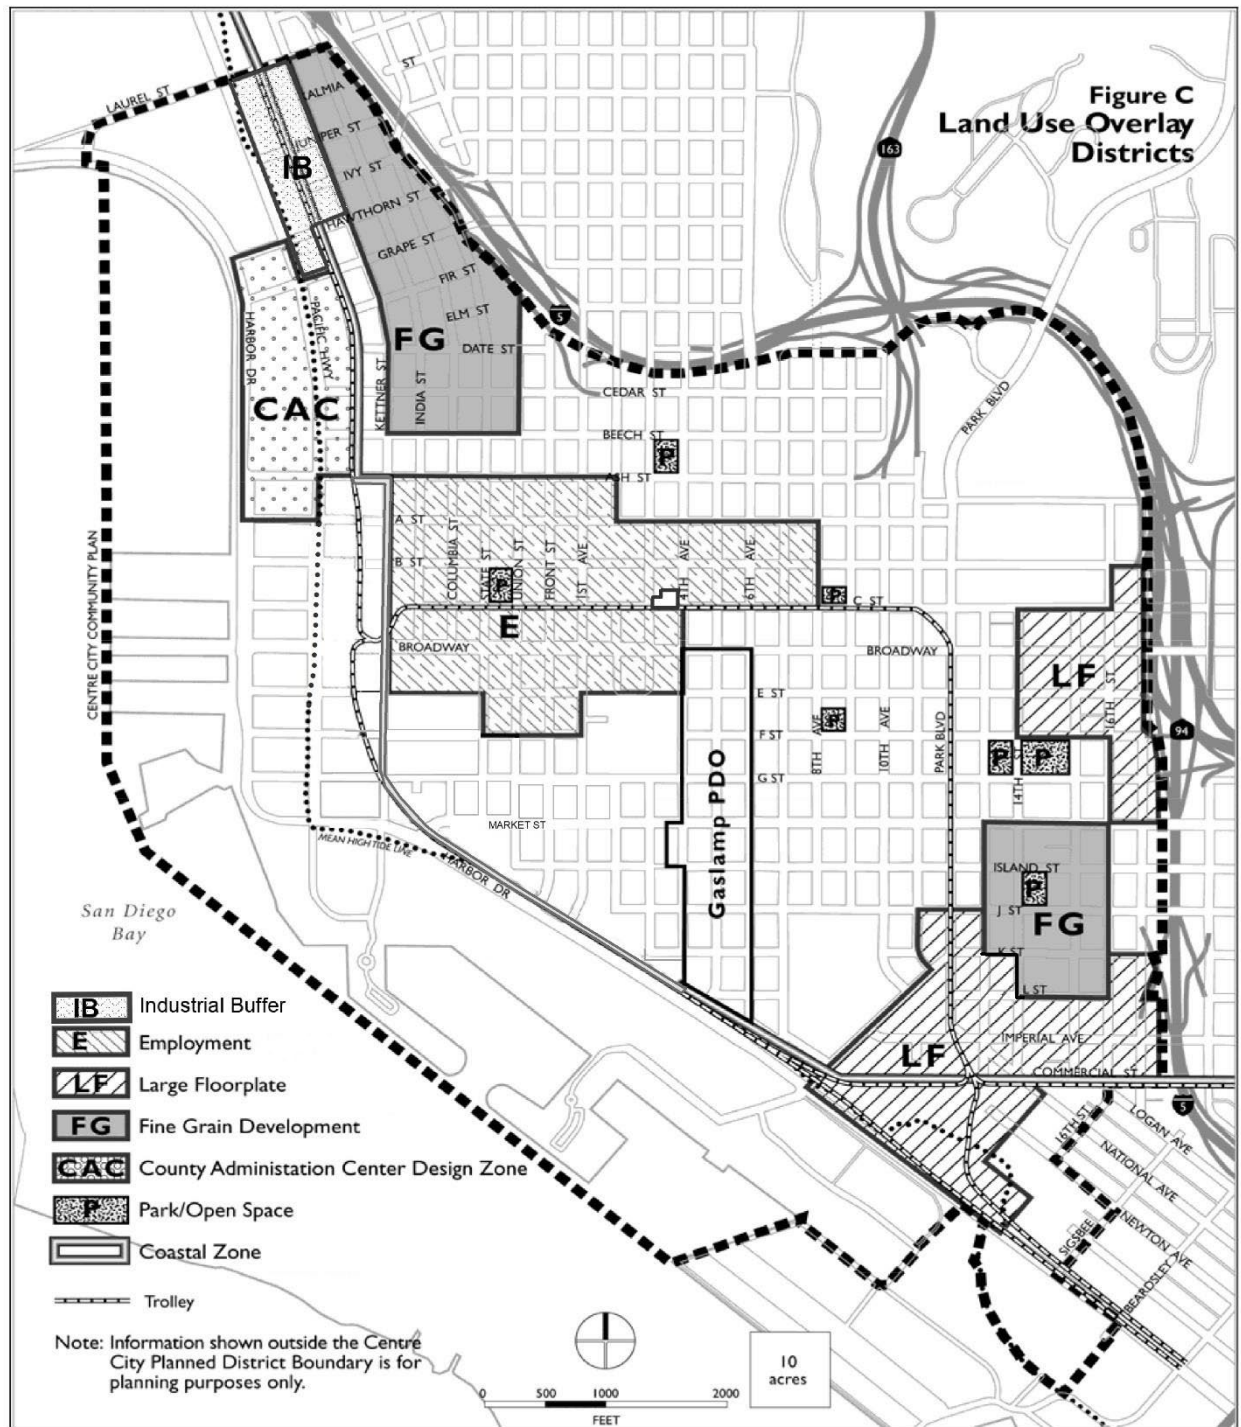 Figure C
Land Use Overlay
Districts
LAUREL ST
KALMIA
ST
JUNIPER ST
IB
IVY ST
HAWTHORN ST
GRAPE ST
FIR ST
ELM ST
FG
DATE ST
163
5
HARBOR DR
PACIFIC HWY
CAC
KETTNER ST
INDIA ST
CEDAR ST
BEECH ST
P
ASH ST
PARK BLVD
A ST
B ST
COLUMBIA ST
STATE ST
UNION ST
FRONT ST
1ST AVE
4TH AVE
6TH AVE
P
P
C ST
E
BROADWAY
BROADWAY
CENTRE CITY COMMUNITY PLAN
LF
16TH ST
E ST
F ST
G ST
8TH AVE
P
10TH AVE
PARK BLVD
P
14TH ST
P
94
Gaslamp PDO
MARKET ST
MEAN HIGH TIDE LINE
HARBOR DR
ISLAND ST
P
J ST
FG
K ST
L ST
San Diego
Bay
IMPERIAL AVE
LF
COMMERCIAL ST
5
16TH ST
LOGAN AVE
NATIONAL AVE
NEWTON AVE
SIGSBEE
BEARDSLEY
IB Industrial Buffer
E Employment
LF Large Floorplate
FG Fine Grain Development
CAC County Administation Center Design Zone
P Park/Open Space
Coastal Zone
Trolley
Note: Information shown outside the Centre
City Planned District Boundary is for
planning purposes only.
0 500 1000 2000
FEET
10
acres